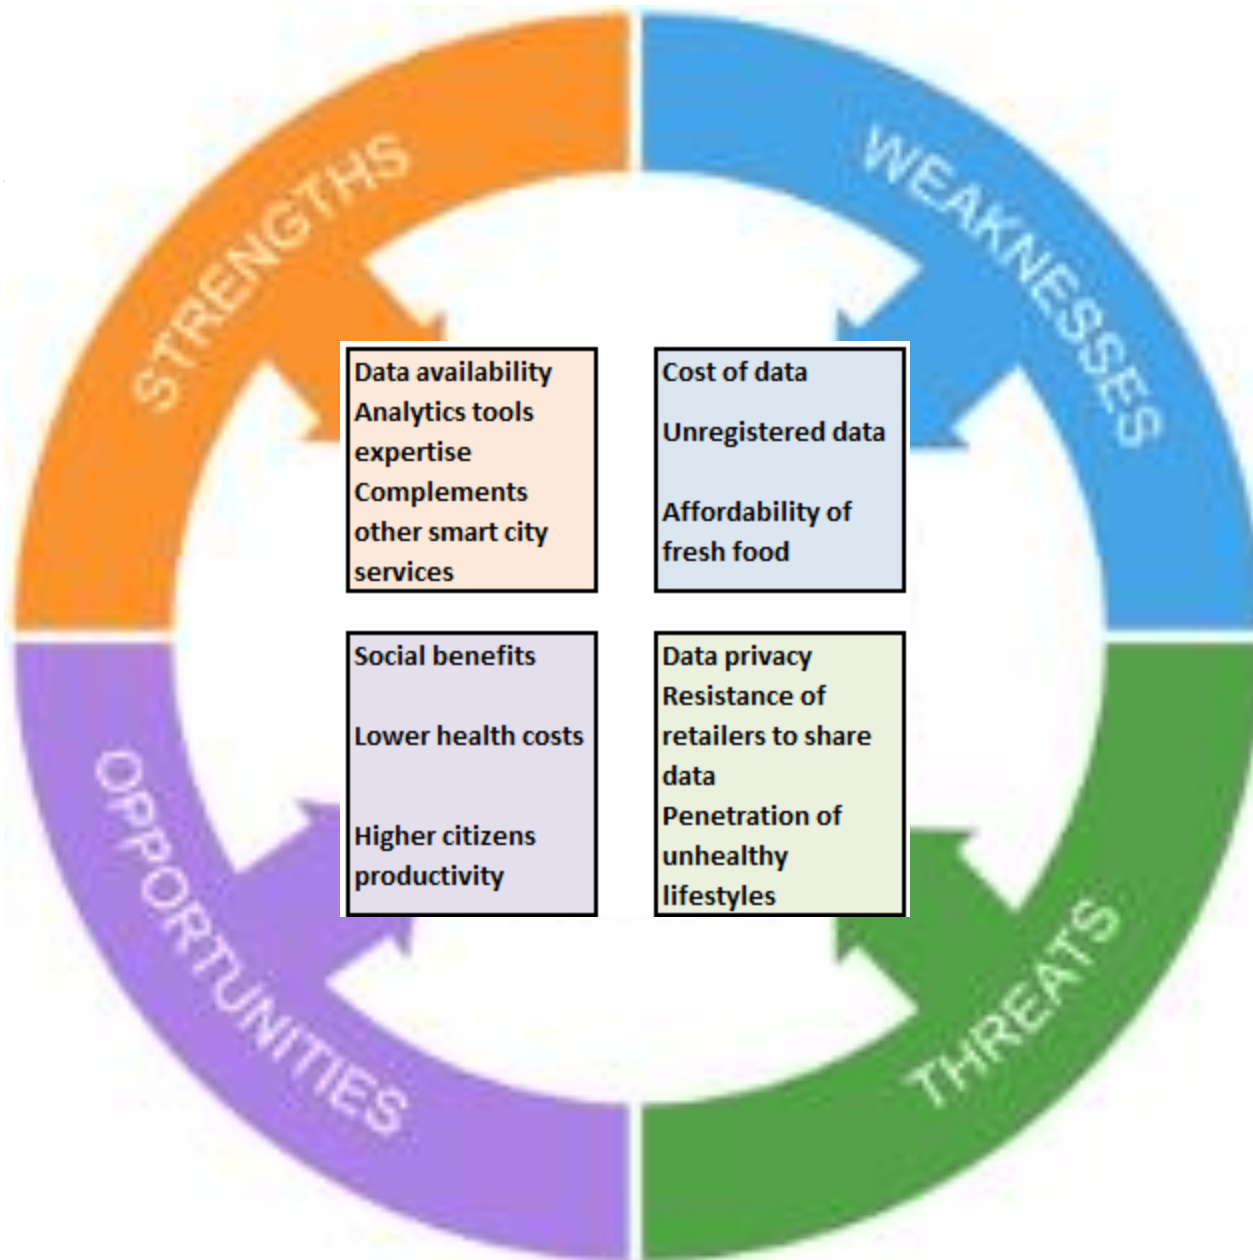 STRENGTHS
WEAKNESSES
Data availability
Analytics tools
expertise
Complements
other smart city
services
Cost of data
Unregistered data
Affordability of
fresh food
Social benefits
Lower health costs
Higher citizens
productivity
Data privacy
Resistance of
retailers to share
data
Penetration of
unhealthy
lifestyles
OPPORTUNITIES
THREATS